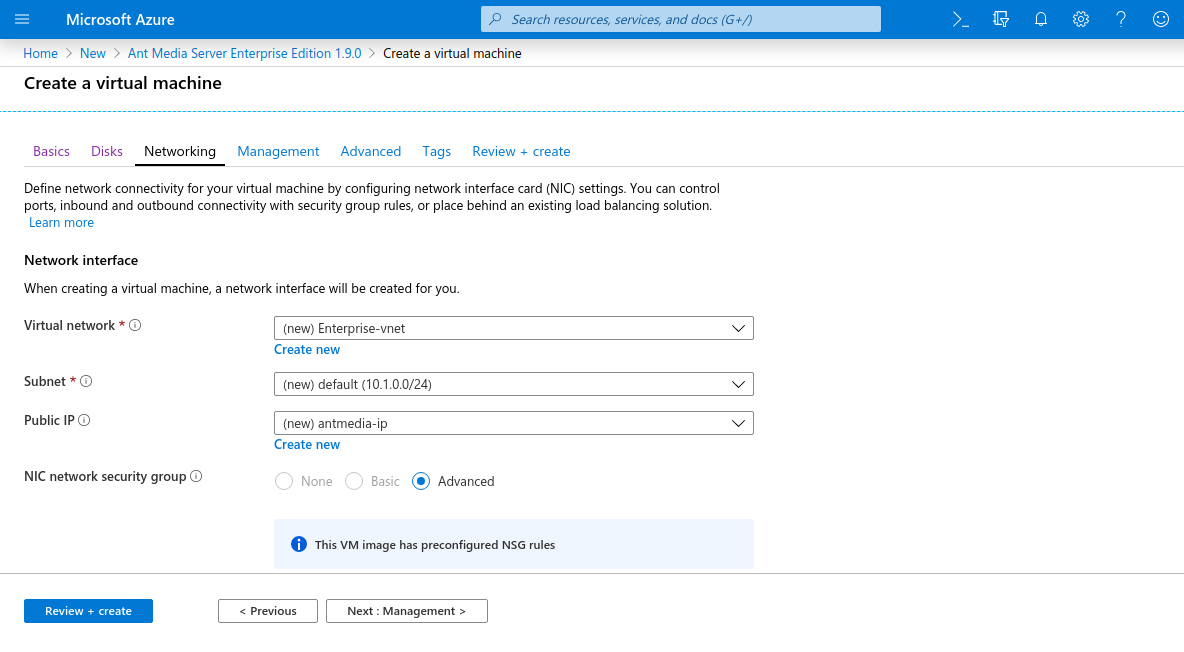 Microsoft Azure
Search resources, services, and docs (G+/)
Home > New > Ant Media Server Enterprise Edition 1.9.0 > Create a virtual machine
Create a virtual machine
Basics Disks Networking Management Advanced Tags Review + create
Define network connectivity for your virtual machine by configuring network interface card (NIC) settings. You can control
ports, inbound and outbound connectivity with security group rules, or place behind an existing load balancing solution.
Learn more
Network interface
When creating a virtual machine, a network interface will be created for you.
Virtual network * (new) Enterprise-vnet
Create new
Subnet * (new) default (10.1.0.0/24)
Public IP (new) antmedia-ip
Create new
NIC network security group None Basic Advanced
This VM image has preconfigured NSG rules
Review + create < Previous Next : Management >